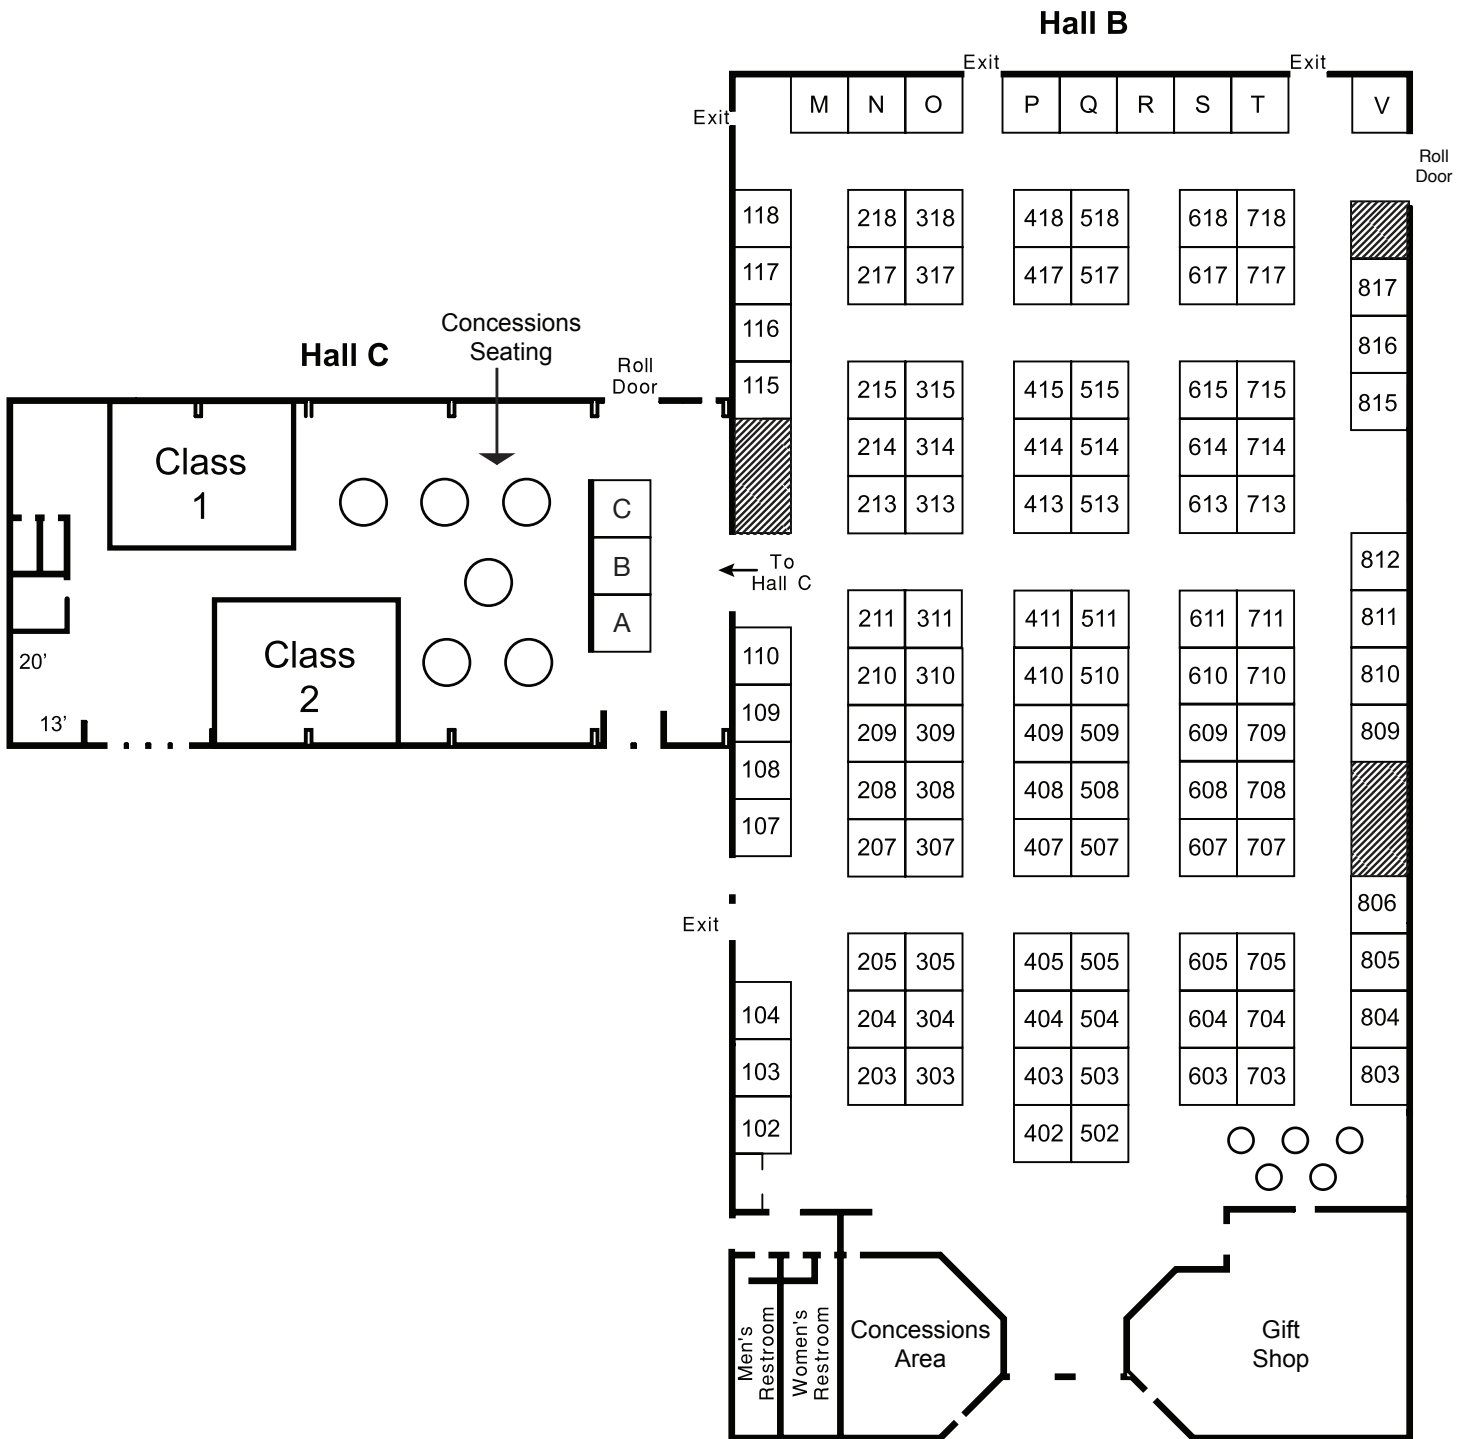 Hall B
Exit
Exit
M N O P Q R S T V
Exit
Roll
Door
118 218 318 418 518 618 718
117 217 317 417 517 617 717 817
116 816
115 215 315 415 515 615 715 815
214 314 414 514 614 714
213 313 413 513 613 713
Hall C
Concessions
Seating
Roll
Door
Class
1
C
B
A
Class
2
20’
13’
To
Hall C
812
211 311 411 511 611 711 811
110 210 310 410 510 610 710 810
109 209 309 409 509 609 709 809
108 208 308 408 508 608 708
107 207 307 407 507 607 707
806
Exit
205 305 405 505 605 705 805
104 204 304 404 504 604 704 804
103 203 303 403 503 603 703 803
102 402 502
Men's
Restroom
Women's
Restroom
Concessions
Area
Gift
Shop